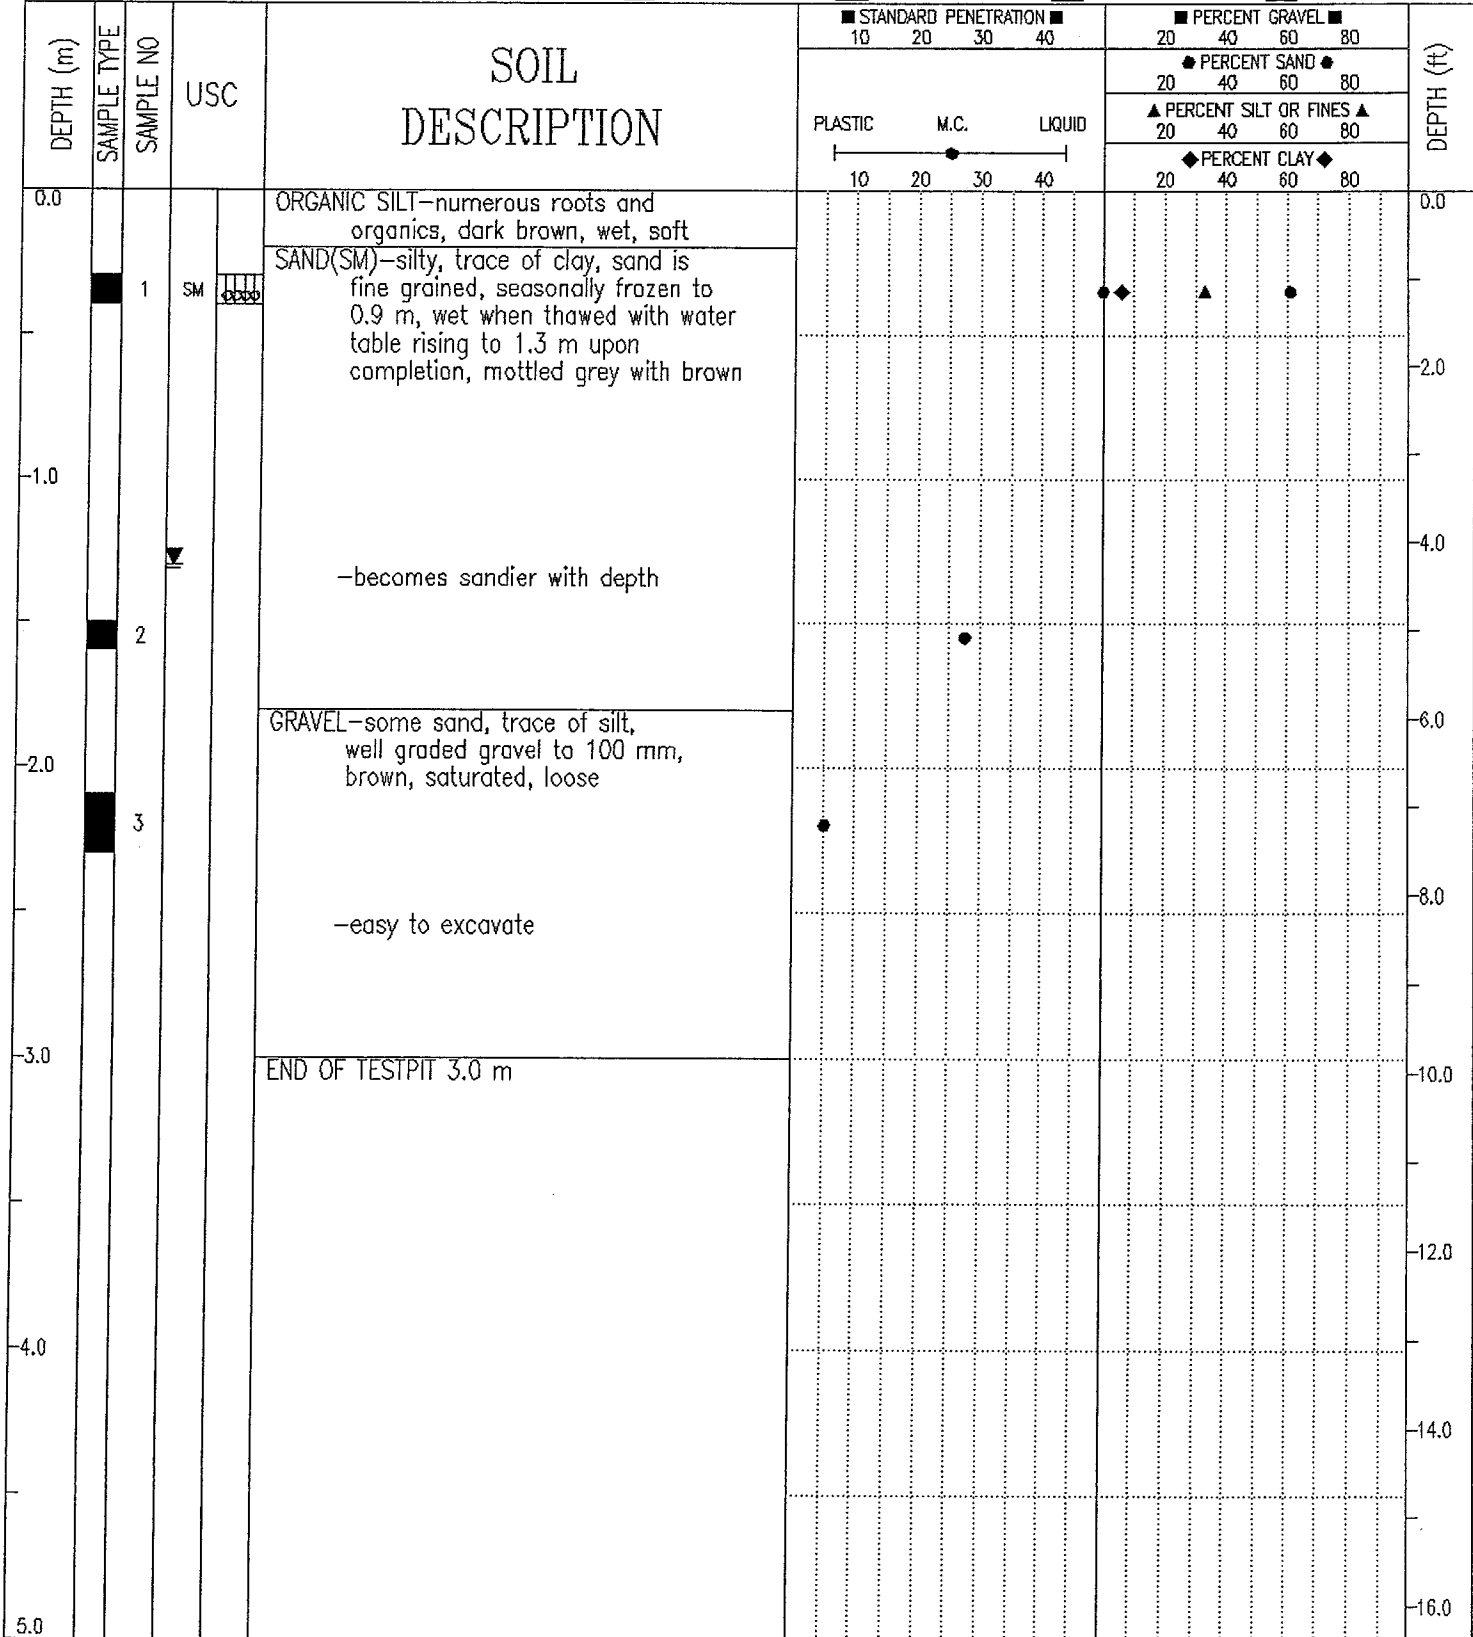 DEPTH (m)
SAMPLE TYPE
SAMPLE NO
USC
SOIL
DESCRIPTION
■ STANDARD PENETRATION ■
10 20 30 40
PLASTIC M.C. LIQUID
10 20 30 40
■ PERCENT GRAVEL ■
20 40 60 80
● PERCENT SAND ●
20 40 60 80
▲ PERCENT SILT OR FINES ▲
20 40 60 80
◆ PERCENT CLAY ◆
20 40 60 80
DEPTH (ft)
0.0
ORGANIC SILT-numerous roots and
organics, dark brown, wet, soft
0.0
SAND(SM)-silty, trace of clay, sand is
1 SM fine grained, seasonally frozen to
0.9 m, wet when thawed with water
table rising to 1.3 m upon
completion, mottled grey with brown
2.0
1.0
4.0
-becomes sandier with depth
2
GRAVEL-some sand, trace of silt,
6.0
well graded gravel to 100 mm,
2.0
brown, saturated, loose
3
8.0
-easy to excavate
3.0
END OF TESTPIT 3.0 m
10.0
12.0
4.0
14.0
16.0
5.0